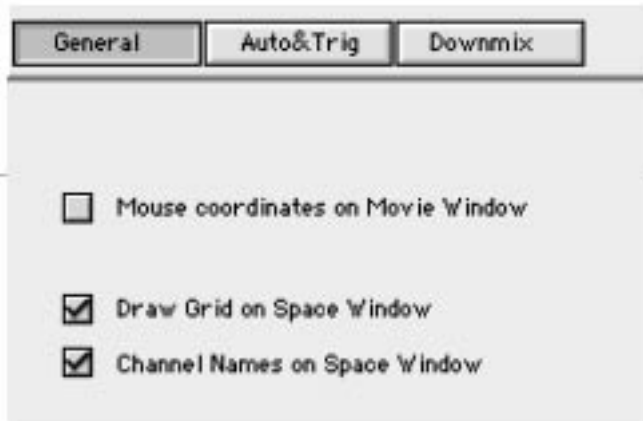 General Auto&Trig Downmix
Mouse coordinates on Movie Window
Draw Grid on Space Window
Channel Names on Space Window